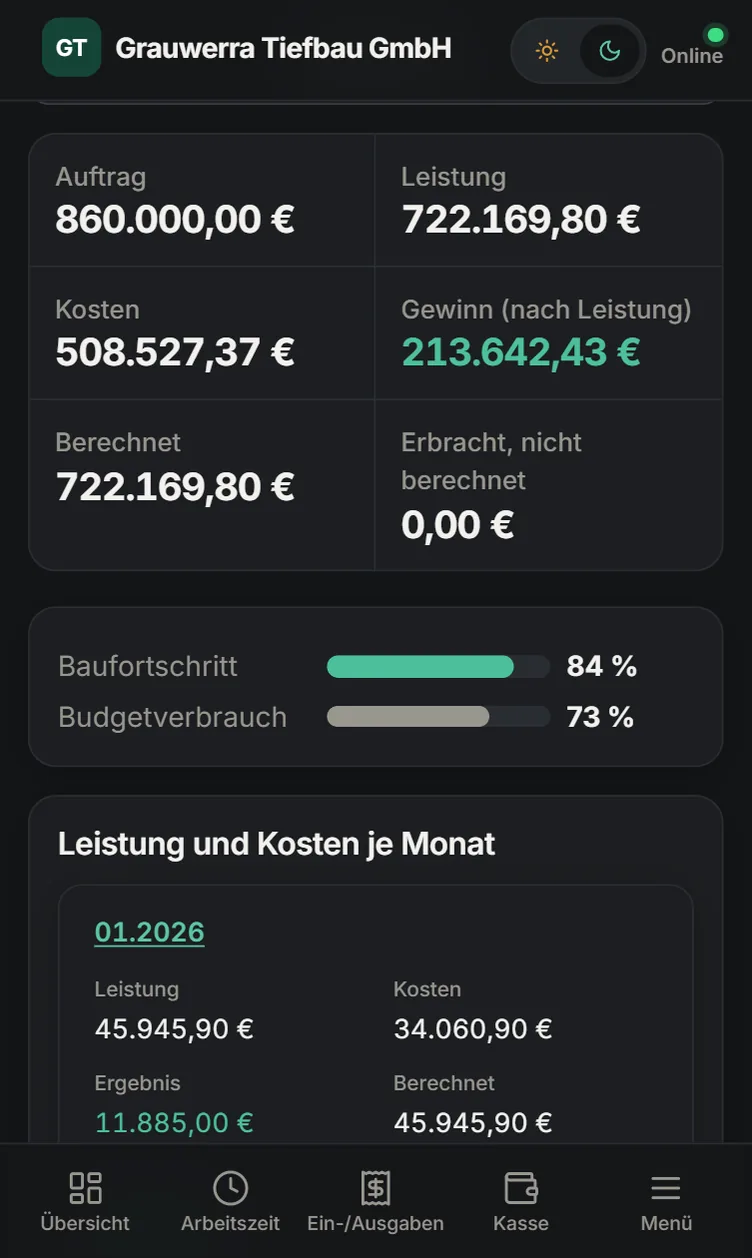 GT
Grauwerra Tiefbau GmbH
Online
Auftrag
860.000,00 €
Leistung
722.169,80 €
Kosten
508.527,37 €
Gewinn (nach Leistung)
213.642,43 €
Berechnet
722.169,80 €
Erbracht, nicht
berechnet
0,00 €
Baufortschritt
84 %
Budgetverbrauch
73 %
Leistung und Kosten je Monat
01.2026
Leistung
45.945,90 €
Kosten
34.060,90 €
Ergebnis
11.885,00 €
Berechnet
45.945,90 €
Übersicht
Arbeitszeit
Ein-/Ausgaben
Kasse
Menü